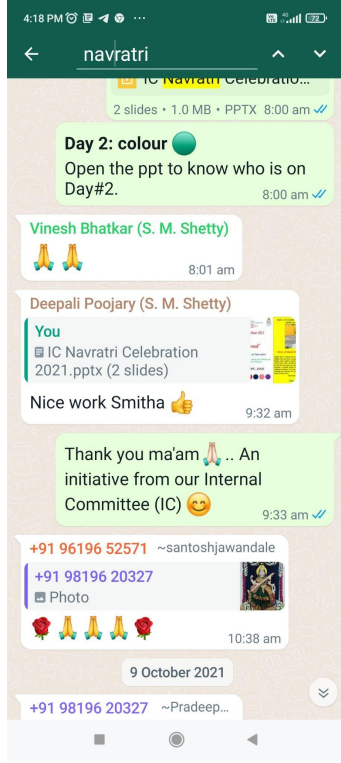 4:18 PM
4G
72
navratri
IC Navratri Celebratio...
2 slides • 1.0 MB • PPTX 8:00 am
Day 2: colour
Open the ppt to know who is on
Day#2.
8:00 am
Vinesh Bhatkar (S. M. Shetty)
8:01 am
Deepali Poojary (S. M. Shetty)
You
IC Navratri Celebration
2021.pptx (2 slides)
Nice work Smitha
9:32 am
Thank you ma'am .. An
initiative from our Internal
Committee (IC)
9:33 am
+91 96196 52571 ~santoshjawandale
+91 98196 20327
Photo
10:38 am
9 October 2021
+91 98196 20327 ~Pradeep...